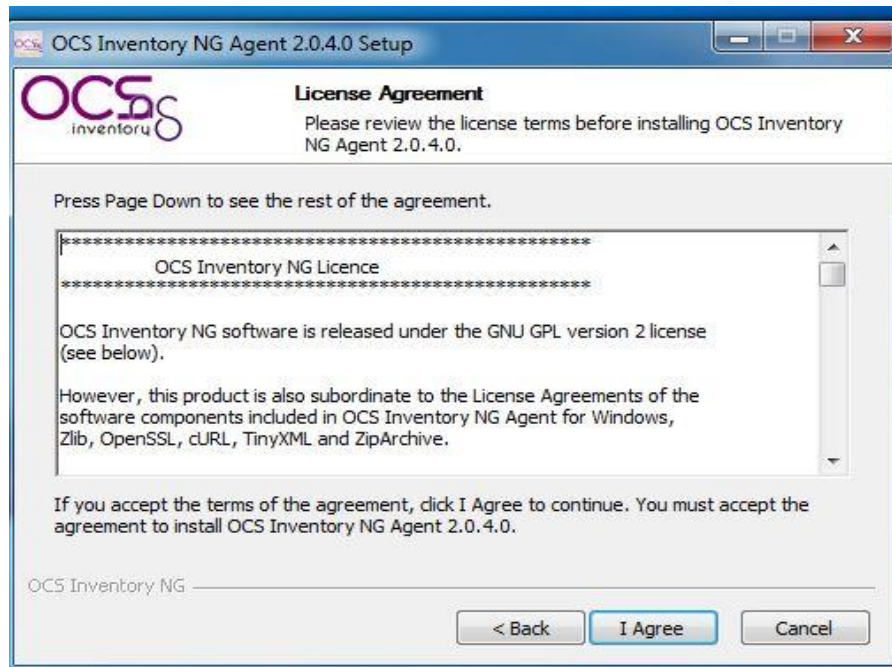 OCS Inventory NG Agent 2.0.4.0 Setup
OCSng
inventory
License Agreement
Please review the license terms before installing OCS Inventory
NG Agent 2.0.4.0.
Press Page Down to see the rest of the agreement.
**************************************************
OCS Inventory NG Licence
**************************************************
OCS Inventory NG software is released under the GNU GPL version 2 license
(see below).
However, this product is also subordinate to the License Agreements of the
software components included in OCS Inventory NG Agent for Windows,
Zlib, OpenSSL, cURL, TinyXML and ZipArchive.
If you accept the terms of the agreement, click I Agree to continue. You must accept the
agreement to install OCS Inventory NG Agent 2.0.4.0.
OCS Inventory NG
< Back
I Agree
Cancel